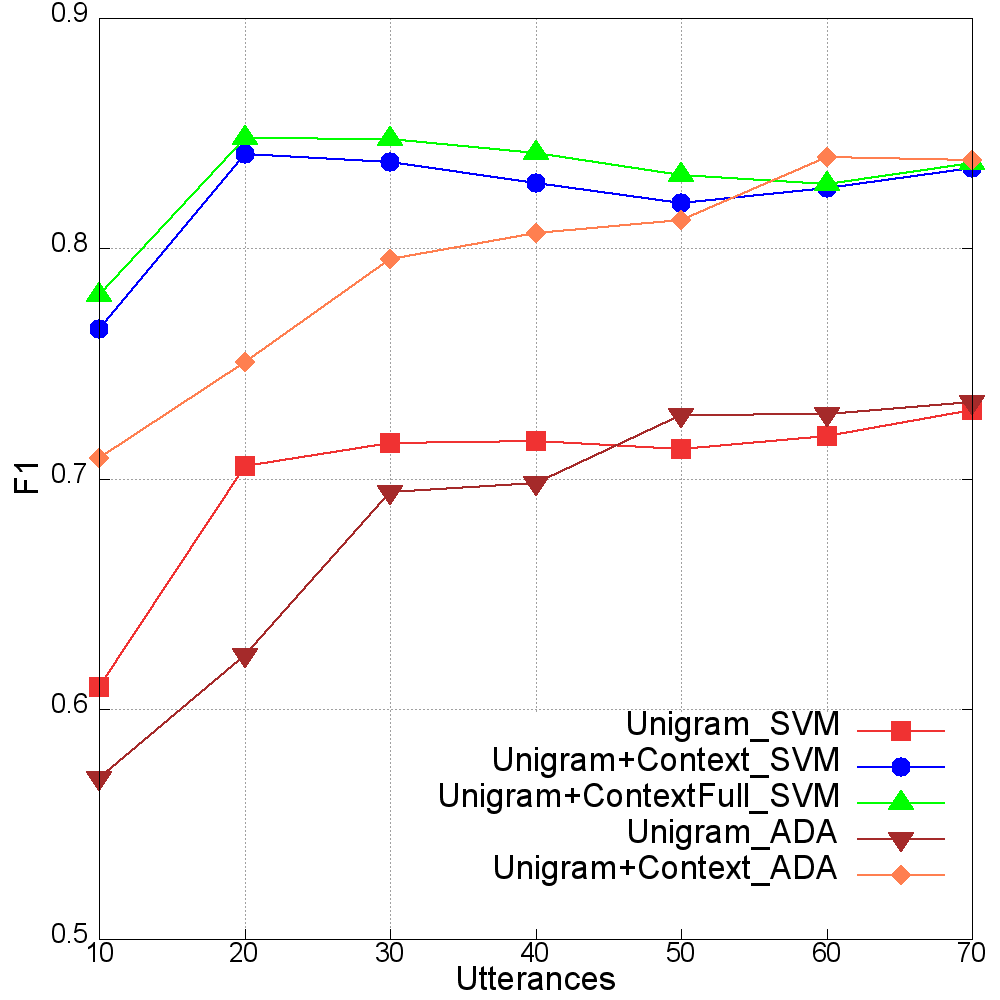 0.9
0.8
0.7
0.6
0.5
F1
Unigram_SVM
Unigram+Context_SVM
Unigram+ContextFull_SVM
Unigram_ADA
Unigram+Context_ADA
10 20 30 40 50 60 70
Utterances